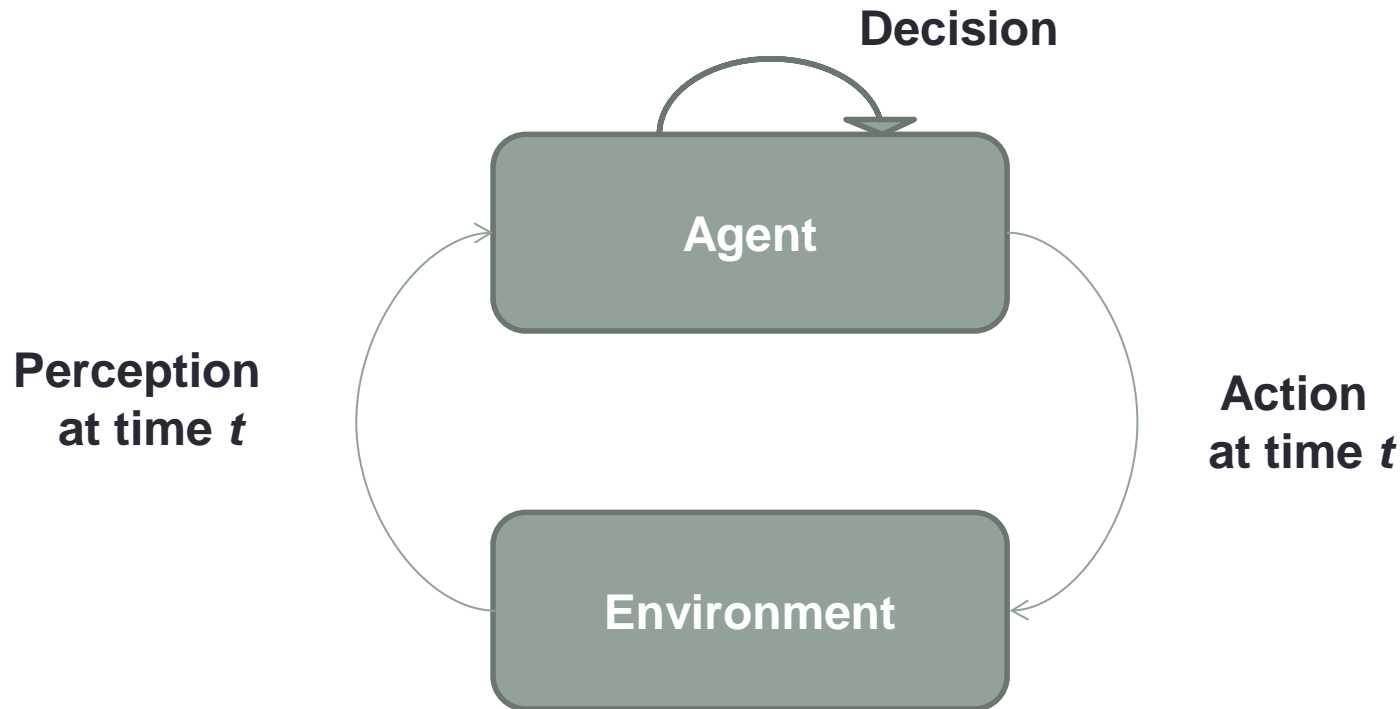 Decision
Agent
Perception
at time t
Action
at time t
Environment